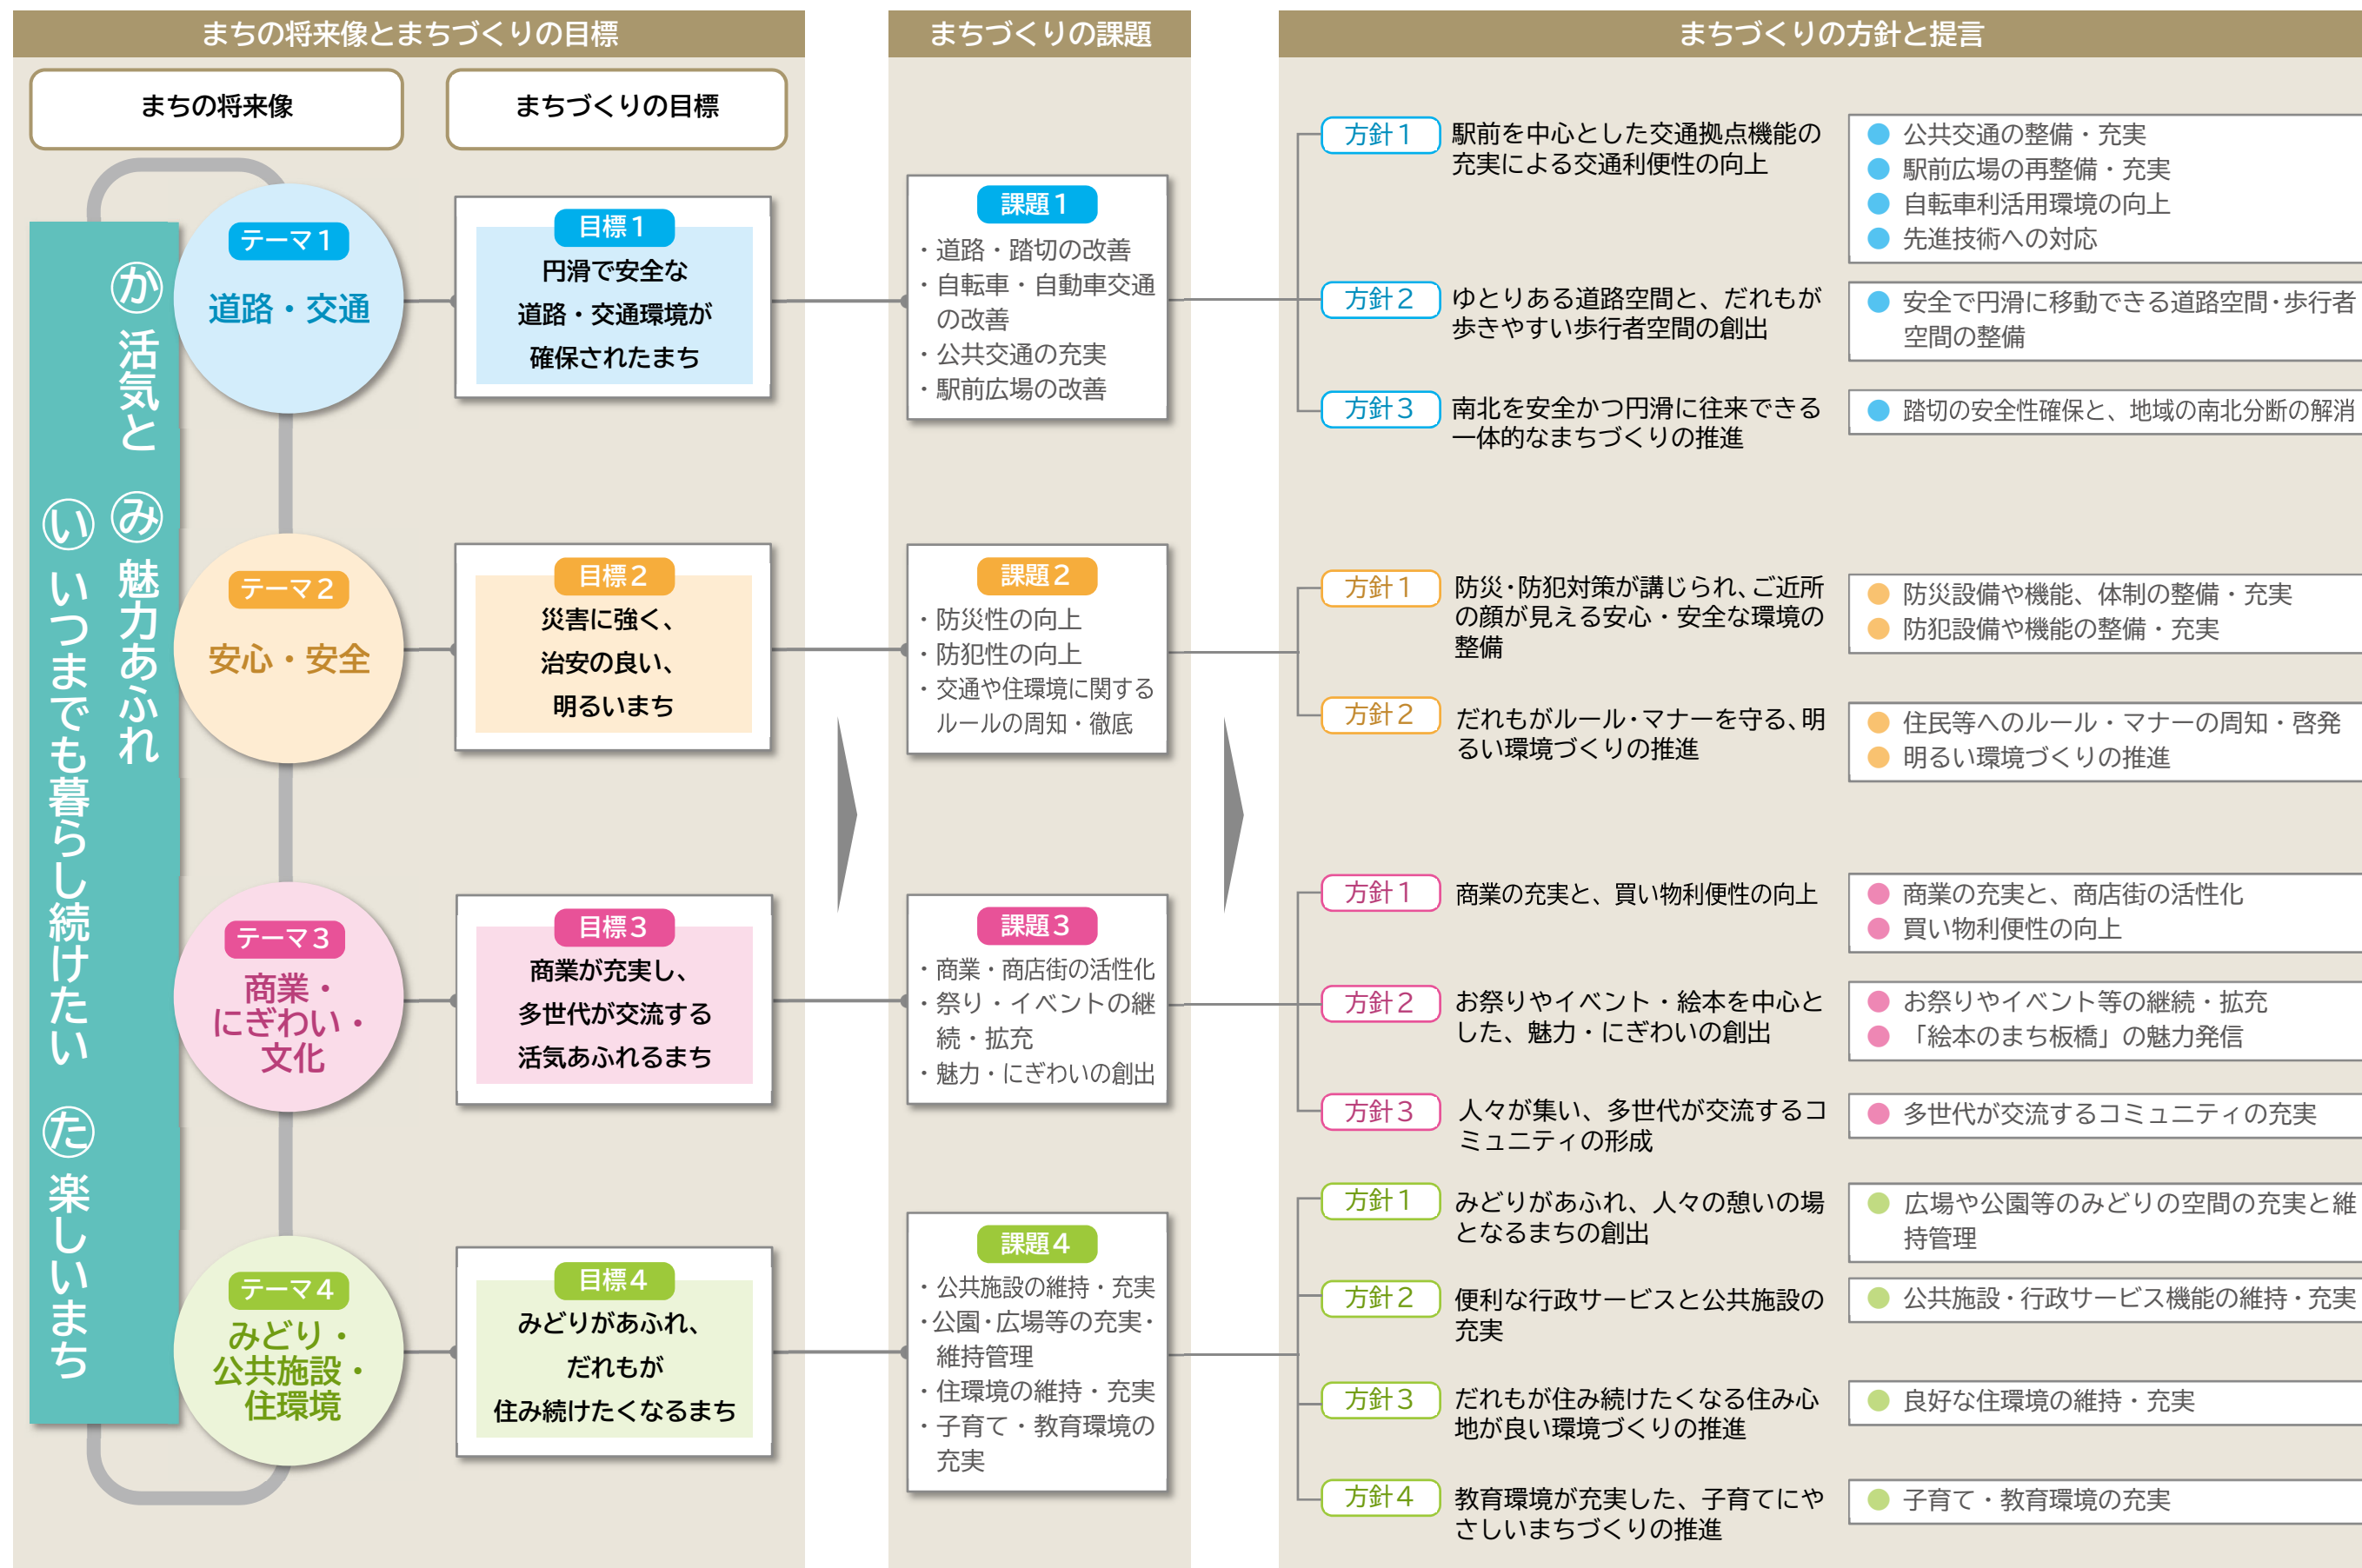 まちの将来像とまちづくりの目標
まちの将来像
まちづくりの目標
か 活気と み 魅力あふれ
い いつまでも暮らし続けたい た 楽しいまち
テーマ1
道路・交通
目標1
円滑で安全な
道路・交通環境が
確保されたまち
テーマ2
安心・安全
目標2
災害に強く、
治安の良い、
明るいまち
テーマ3
商業・
にぎわい・
文化
目標3
商業が充実し、
多世代が交流する
活気あふれるまち
テーマ4
みどり・
公共施設・
住環境
目標4
みどりがあふれ、
だれもが
住み続けたくなるまち
まちづくりの課題
課題1
・道路・踏切の改善
・自転車・自動車交通
の改善
・公共交通の充実
・駅前広場の改善
課題2
・防災性の向上
・防犯性の向上
・交通や住環境に関する
ルールの周知・徹底
課題3
・商業・商店街の活性化
・祭り・イベントの継
続・拡充
・魅力・にぎわいの創出
課題4
・公共施設の維持・充実
・公園・広場等の充実・
維持管理
・住環境の維持・充実
・子育て・教育環境の
充実
まちづくりの方針と提言
方針1
駅前を中心とした交通拠点機能の
充実による交通利便性の向上
● 公共交通の整備・充実
● 駅前広場の再整備・充実
● 自転車利活用環境の向上
● 先進技術への対応
方針2
ゆとりある道路空間と、だれもが
歩きやすい歩行者空間の創出
● 安全で円滑に移動できる道路空間・歩行者
空間の整備
方針3
南北を安全かつ円滑に往来できる
一体的なまちづくりの推進
● 踏切の安全性確保と、地域の南北分断の解消
方針1
防災・防犯対策が講じられ、ご近所
の顔が見える安心・安全な環境の
整備
● 防災設備や機能、体制の整備・充実
● 防犯設備や機能の整備・充実
方針2
だれもがルール・マナーを守る、明
るい環境づくりの推進
● 住民等へのルール・マナーの周知・啓発
● 明るい環境づくりの推進
方針1
商業の充実と、買い物利便性の向上
● 商業の充実と、商店街の活性化
● 買い物利便性の向上
方針2
お祭りやイベント・絵本を中心と
した、魅力・にぎわいの創出
● お祭りやイベント等の継続・拡充
● 「絵本のまち板橋」の魅力発信
方針3
人々が集い、多世代が交流するコ
ミュニティの形成
● 多世代が交流するコミュニティの充実
方針1
みどりがあふれ、人々の憩いの場
となるまちの創出
● 広場や公園等のみどりの空間の充実と維
持管理
方針2
便利な行政サービスと公共施設の
充実
● 公共施設・行政サービス機能の維持・充実
方針3
だれもが住み続けたくなる住み心
地が良い環境づくりの推進
● 良好な住環境の維持・充実
方針4
教育環境が充実した、子育てにや
さしいまちづくりの推進
● 子育て・教育環境の充実